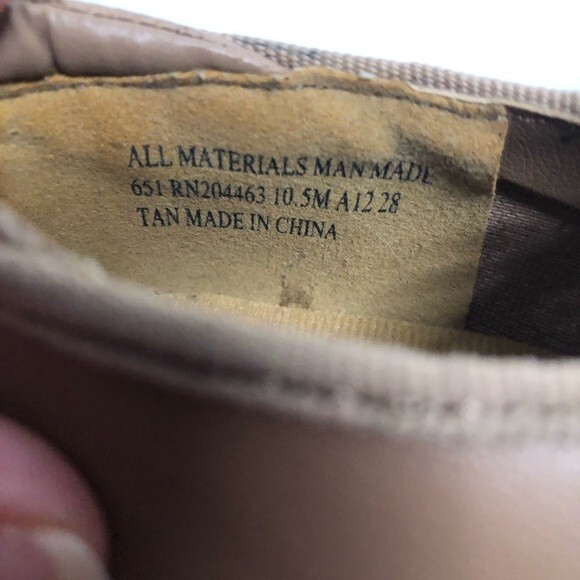 ALL MATERIALS MAN MADE
651 RN204463 10.5M A12 28
TAN MADE IN CHINA